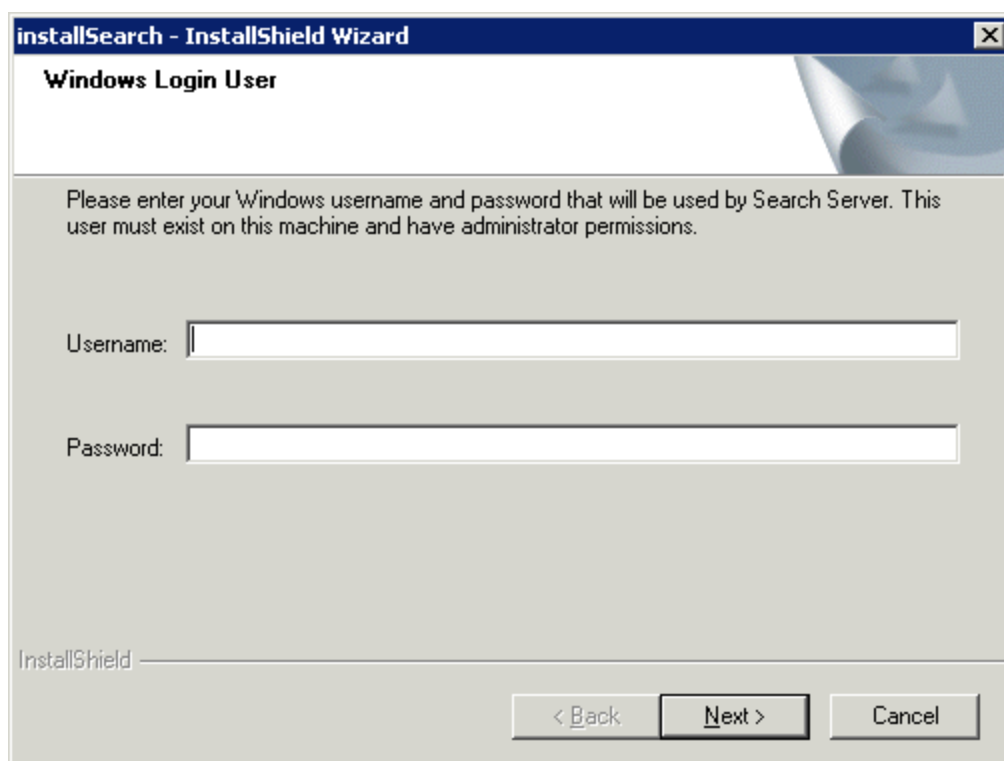 installSearch - InstallShield Wizard
Windows Login User
Please enter your Windows username and password that will be used by Search Server. This
user must exist on this machine and have administrator permissions.
Username:
Password:
InstallShield
< Back
Next >
Cancel